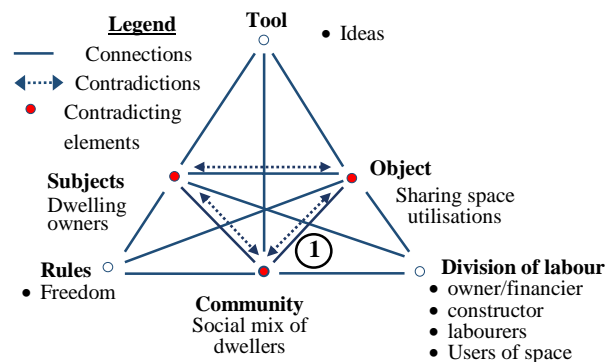 Legend
Connections
Contradictions
Contradicting
elements
Tool
• Ideas
Subjects
Dwelling
owners
Object
Sharing space
utilisations
1
Rules
• Freedom
Community
Social mix of
dwellers
Division of labour
• owner/financier
• constructor
• labourers
• Users of space